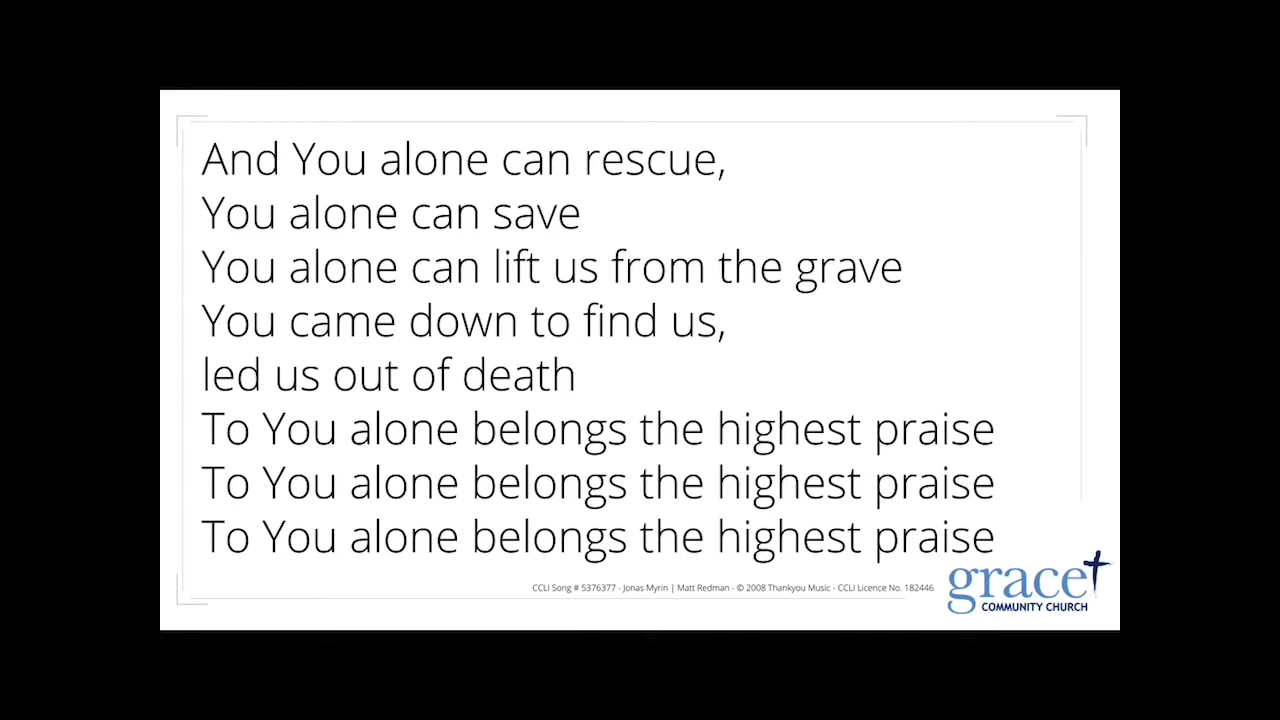 And You alone can rescue,
You alone can save
You alone can lift us from the grave
You came down to find us,
led us out of death
To You alone belongs the highest praise
To You alone belongs the highest praise
To You alone belongs the highest praise
CCLI Song # 5376377 - Jonas Myrin | Matt Redman - © 2008 Thankyou Music - CCLI Licence No. 182446
grace
COMMUNITY CHURCH